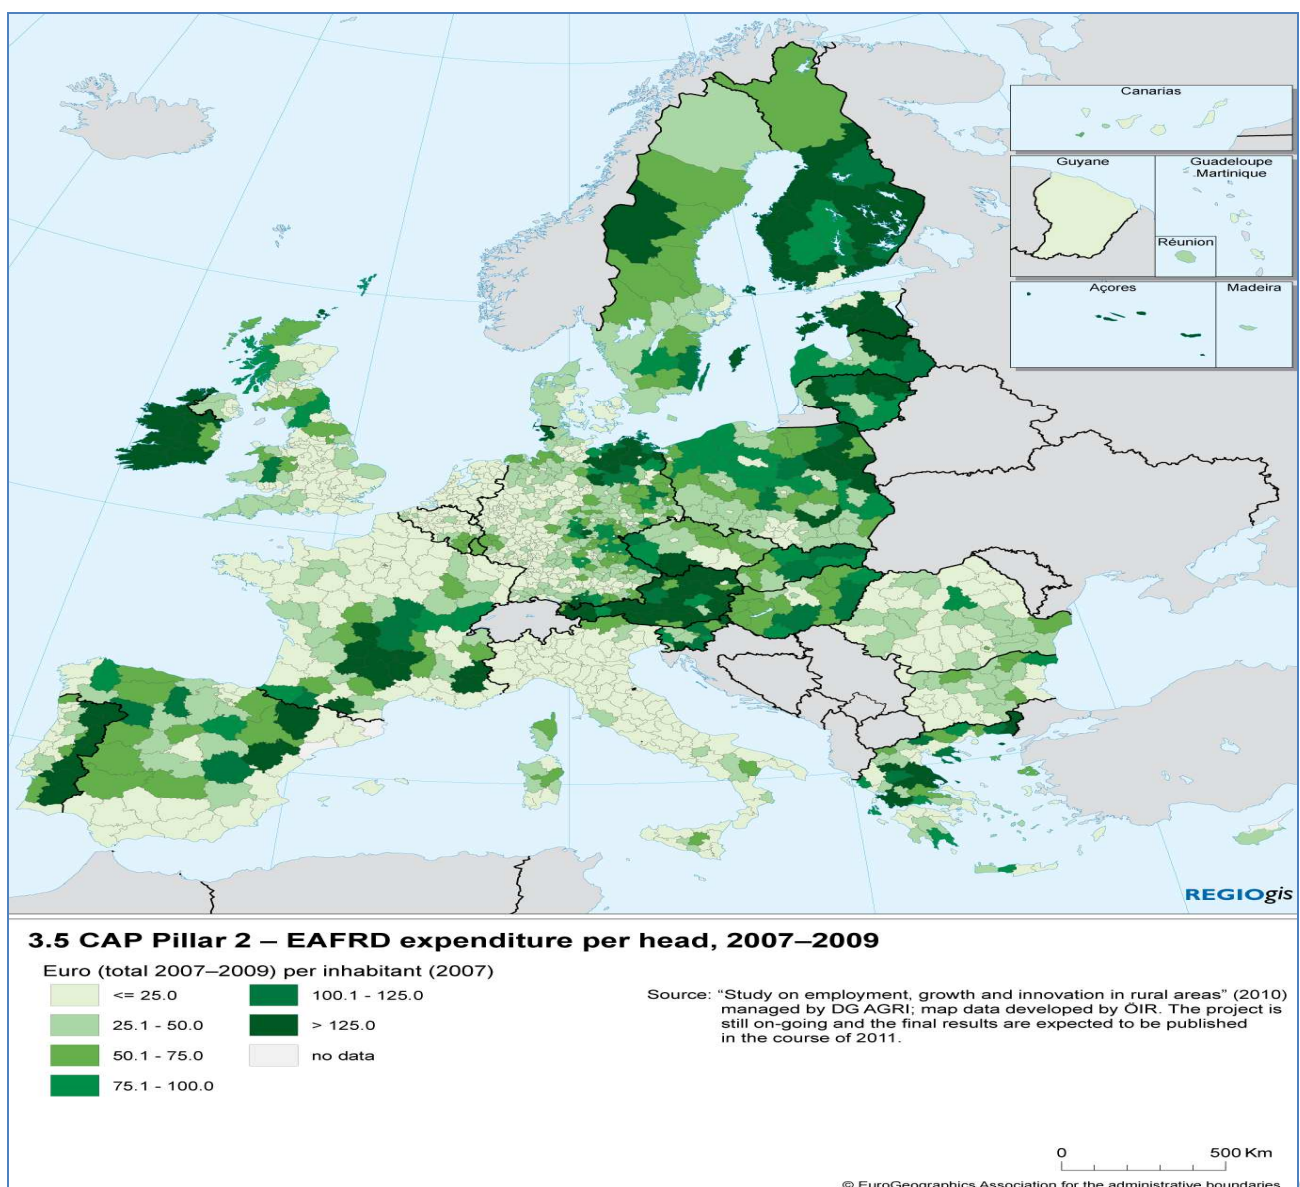 Canarias
Guyane
Guadeloupe
Martinique
Réunion
Açores
Madeira
REGIOgis
3.5 CAP Pillar 2 – EAFRD expenditure per head, 2007–2009
Euro (total 2007–2009) per inhabitant (2007)
<= 25.0
25.1 - 50.0
50.1 - 75.0
75.1 - 100.0
100.1 - 125.0
> 125.0
no data
Source: "Study on employment, growth and innovation in rural areas" (2010)
managed by DG AGRI; map data developed by ÖIR. The project is
still on-going and the final results are expected to be published
in the course of 2011.
0 500 Km
© EuroGeographics Association for the administrative boundaries